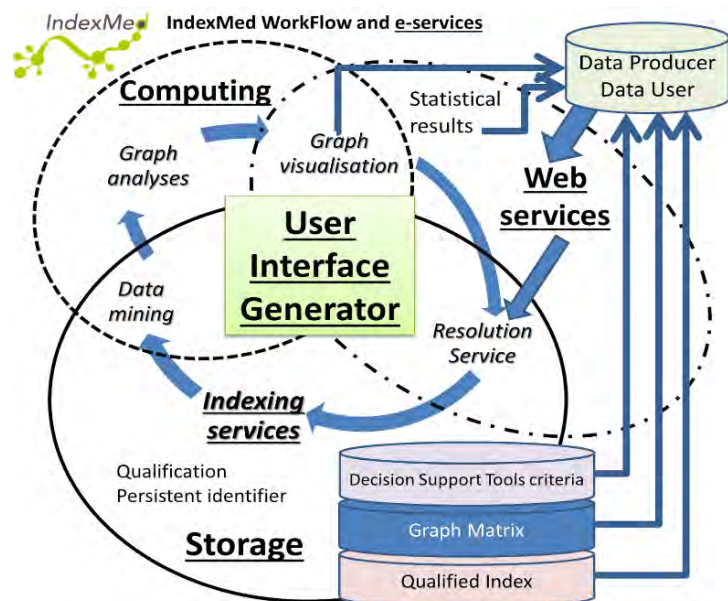 IndexMed
IndexMed WorkFlow and e-services
Data Producer
Data User
Computing
Statistical
results
Graph
analyses
Graph
visualisation
Web
services
User
Interface
Generator
Data
mining
Resolution
Service
Indexing
services
Qualification
Persistent identifier
Storage
Decision Support Tools criteria
Graph Matrix
Qualified Index